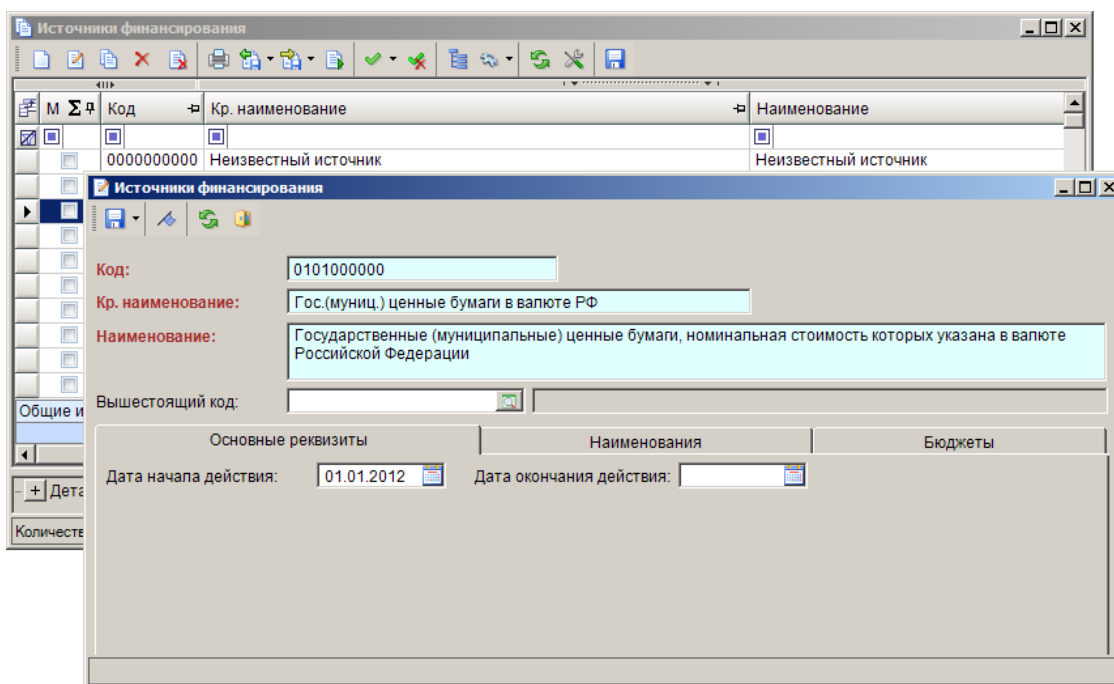 Источники финансирования
М Σ Код Кр. наименование Наименование
0000000000 Неизвестный источник Неизвестный источник
Источники финансирования
Код: 0101000000
Кр. наименование: Гос.(муниц.) ценные бумаги в валюте РФ
Наименование: Государственные (муниципальные) ценные бумаги, номинальная стоимость которых указана в валюте
Российской Федерации
Вышестоящий код:
Общие и
Основные реквизиты Наименования Бюджеты
Дата начала действия: 01.01.2012 Дата окончания действия:
Дета
Количеств